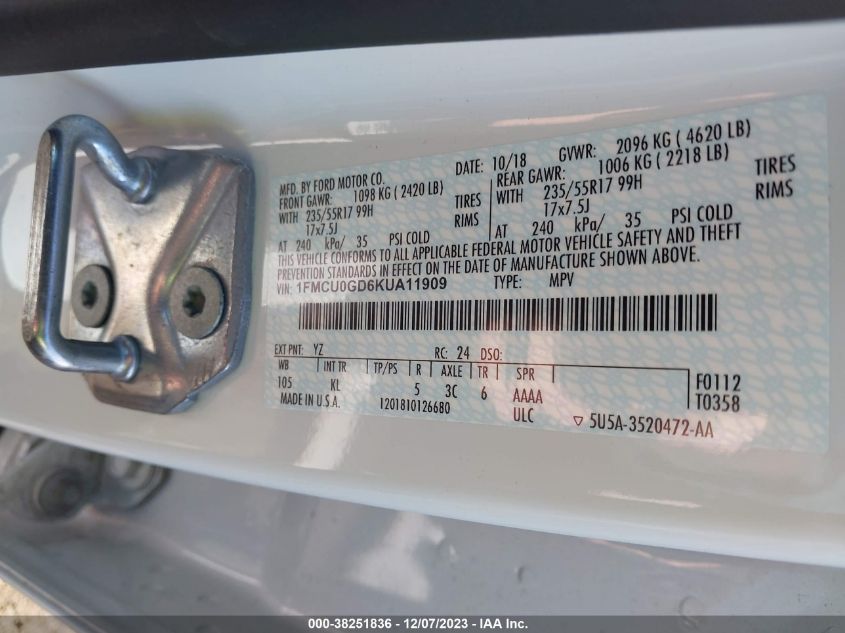 MFD. BY FORD MOTOR CO.
DATE: 10/18 GVWR: 2096 KG ( 4620 LB)
FRONT GAWR: 1098 KG ( 2420 LB)
REAR GAWR: 1006 KG ( 2218 LB)
WITH 235/55R17 99H TIRES
WITH 235/55R17 99H TIRES
17x7.5J RIMS
17x7.5J RIMS
AT 240 kPa/ 35 PSI COLD
AT 240 kPa/ 35 PSI COLD
THIS VEHICLE CONFORMS TO ALL APPLICABLE FEDERAL MOTOR VEHICLE SAFETY AND THEFT
PREVENTION STANDARDS IN EFFECT ON THE DATE OF MANUFACTURE SHOWN ABOVE.
VIN: 1FMCU0GD6KUA11909 TYPE: MPV
EXT PNT: YZ RC: 24 DSO:
WB INT TR TP/PS R AXLE TR SPR
105 KL 5 3C 6 AAAA F0112
MADE IN U.S.A. 1201810126680 ULC T0358
5U5A-3520472-AA
000-38251836 - 12/07/2023 - IAA Inc.